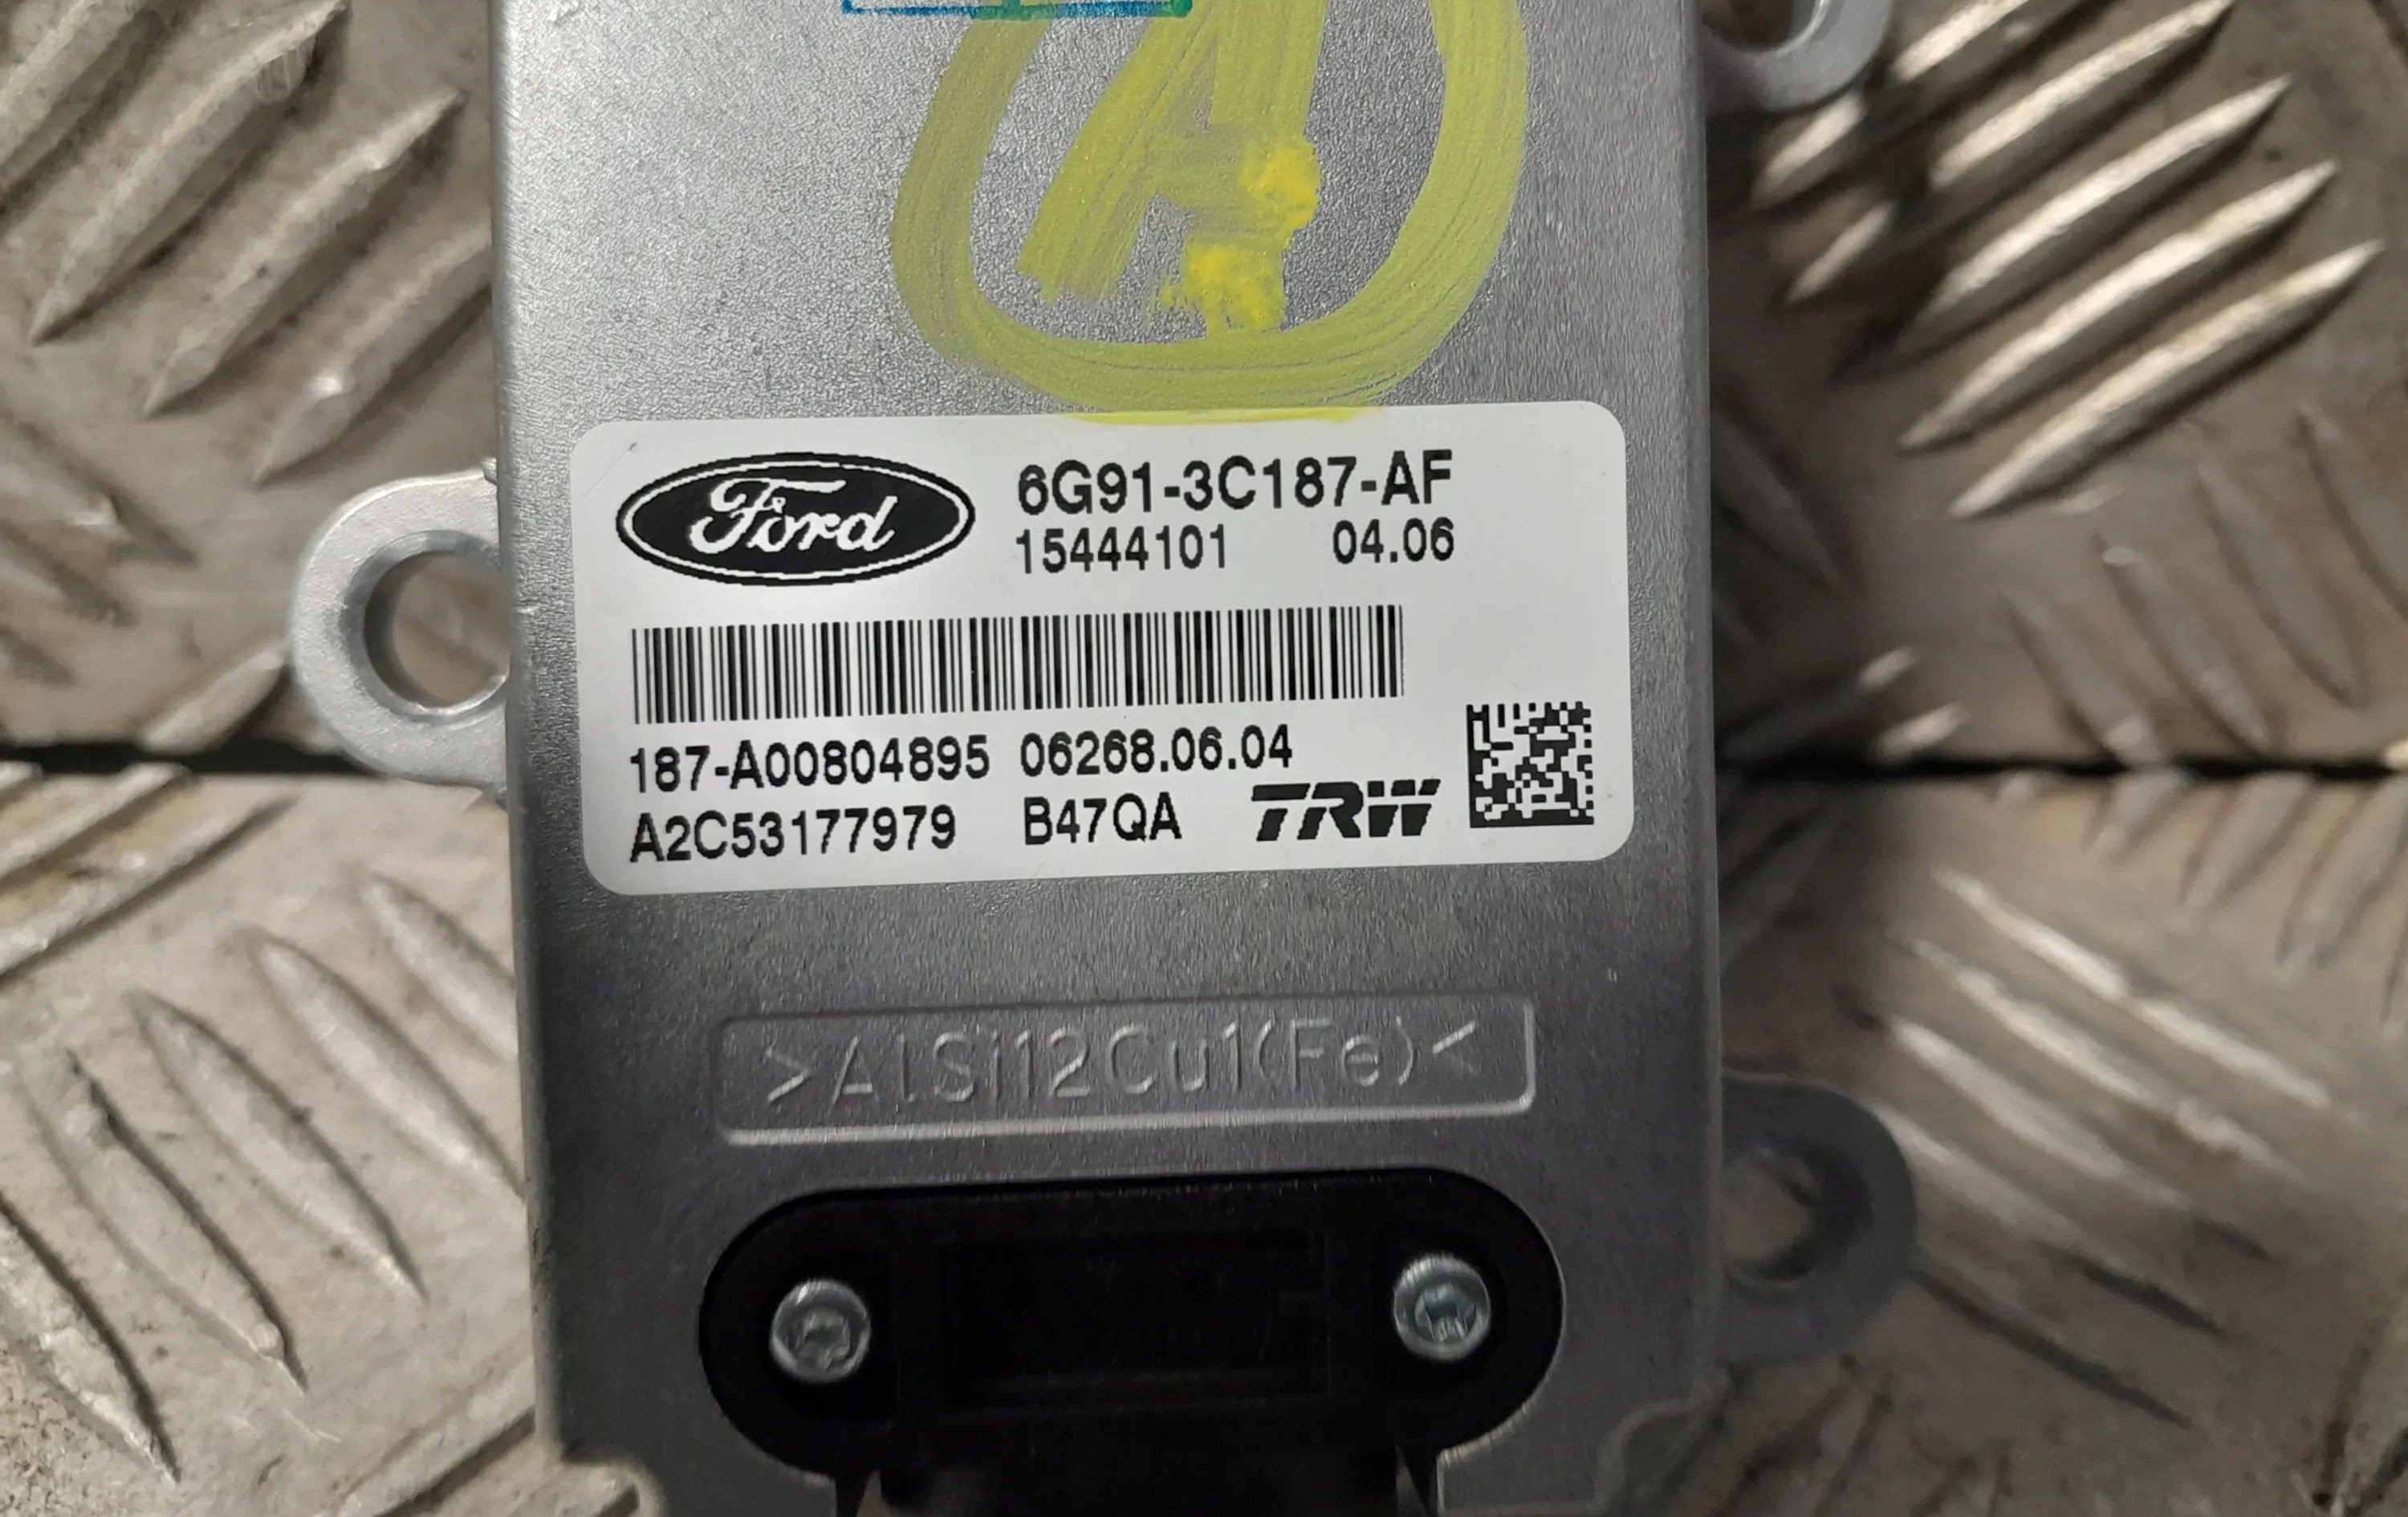 Ford
6G91-3C187-AF
15444101 04.06
187-A00804895 06268.06.04
A2C53177979 B47QA TRW
>AlSi12Cu1(Fe)<